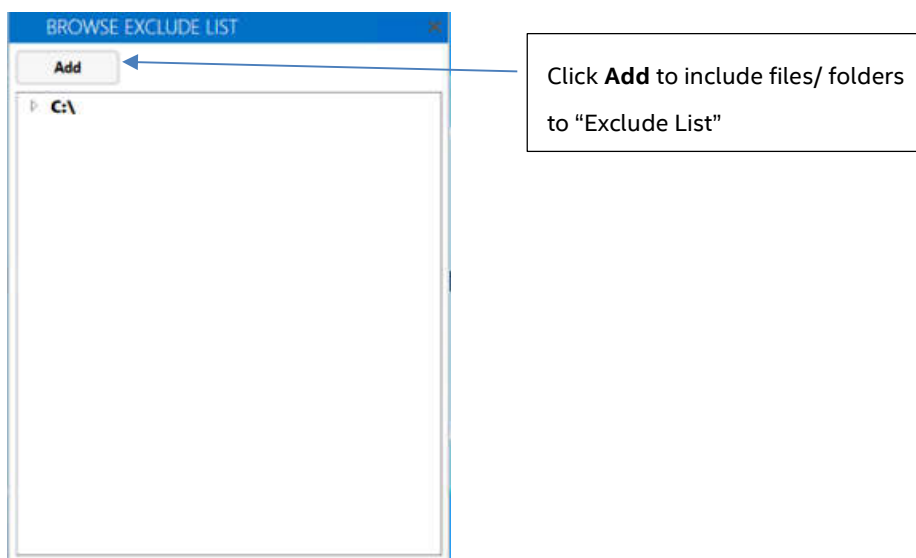 BROWSE EXCLUDE LIST
Add
C:\
Click Add to include files/ folders
to “Exclude List”